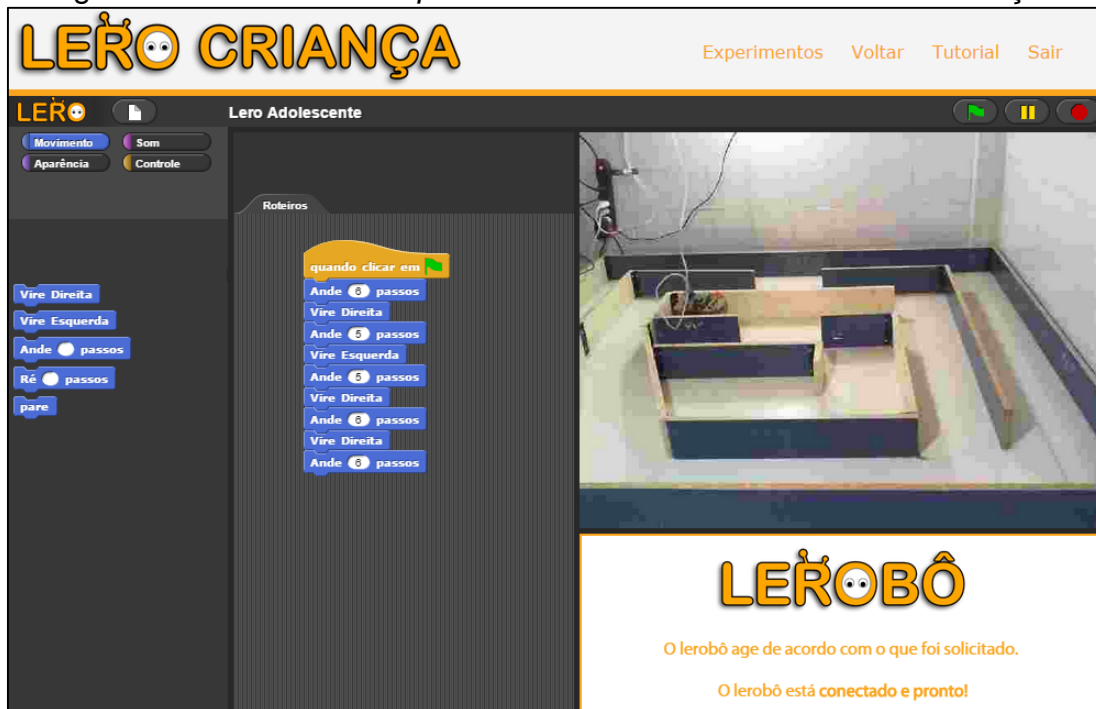 LERO CRIANÇA
Experimentos Voltar Tutorial Sair
LERO
Lero Adolescente
Movimento Som
Aparência Controle
Roteiros
Vire Direita
Vire Esquerda
Ande passos
Ré passos
pare
quando clicar em
Ande 6 passos
Vire Direita
Ande 5 passos
Vire Esquerda
Ande 5 passos
Vire Direita
Ande 6 passos
Vire Direita
Ande 6 passos
LEROBÔ
O lerobô age de acordo com o que foi solicitado.
O lerobô está conectado e pronto!